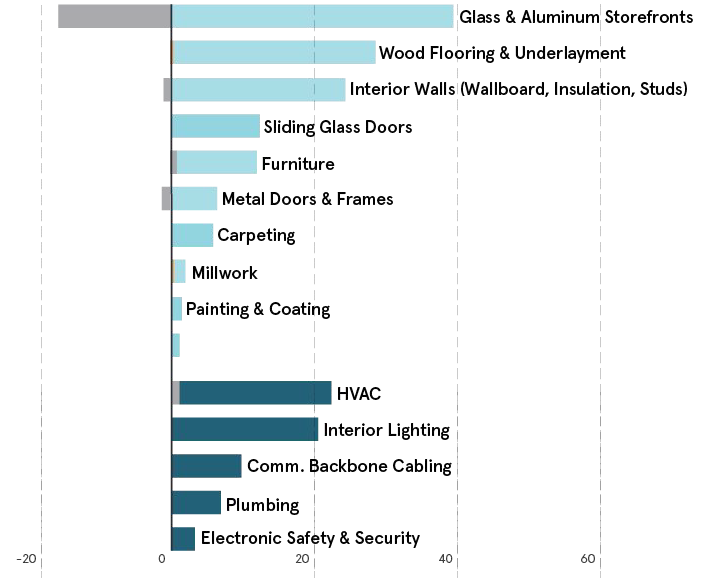 Glass & Aluminum Storefronts
Wood Flooring & Underlayment
Interior Walls (Wallboard, Insulation, Studs)
Sliding Glass Doors
Furniture
Metal Doors & Frames
Carpeting
Millwork
Painting & Coating
HVAC
Interior Lighting
Comm. Backbone Cabling
Plumbing
Electronic Safety & Security
-20 0 20 40 60